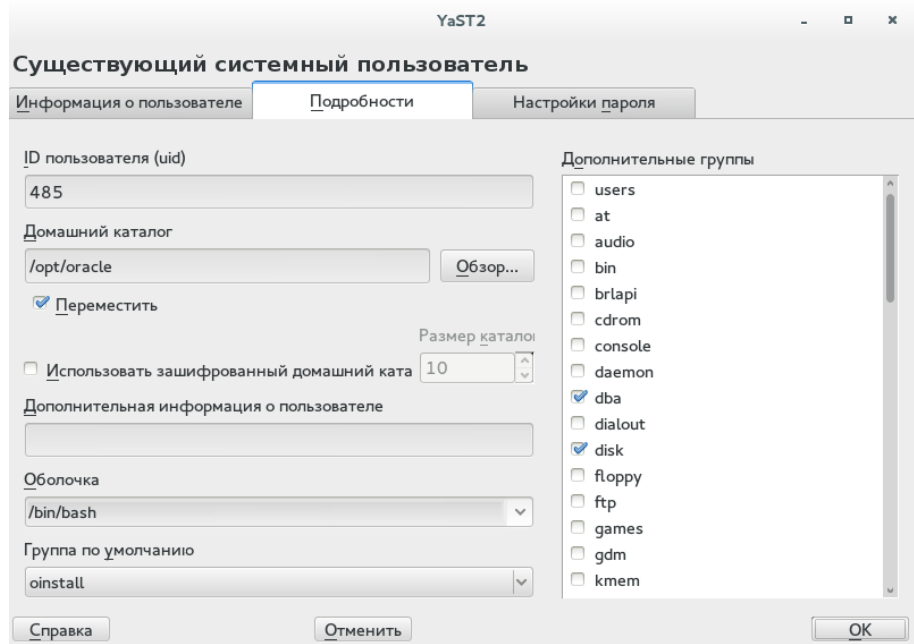 YaST2
Существующий системный пользователь
Информация о пользователе
Подробности
Настройки пароля
ID пользователя (uid)
485
Домашний каталог
/opt/oracle
Обзор...
Переместить
Размер катало
Использовать зашифрованный домашний ката
10
Дополнительная информация о пользователе
Оболочка
/bin/bash
Группа по умолчанию
oinstall
Дополнительные группы
users
at
audio
bin
brlapi
cdrom
console
daemon
dba
dialout
disk
floppy
ftp
games
gdm
kmem
Справка
Отменить
OK